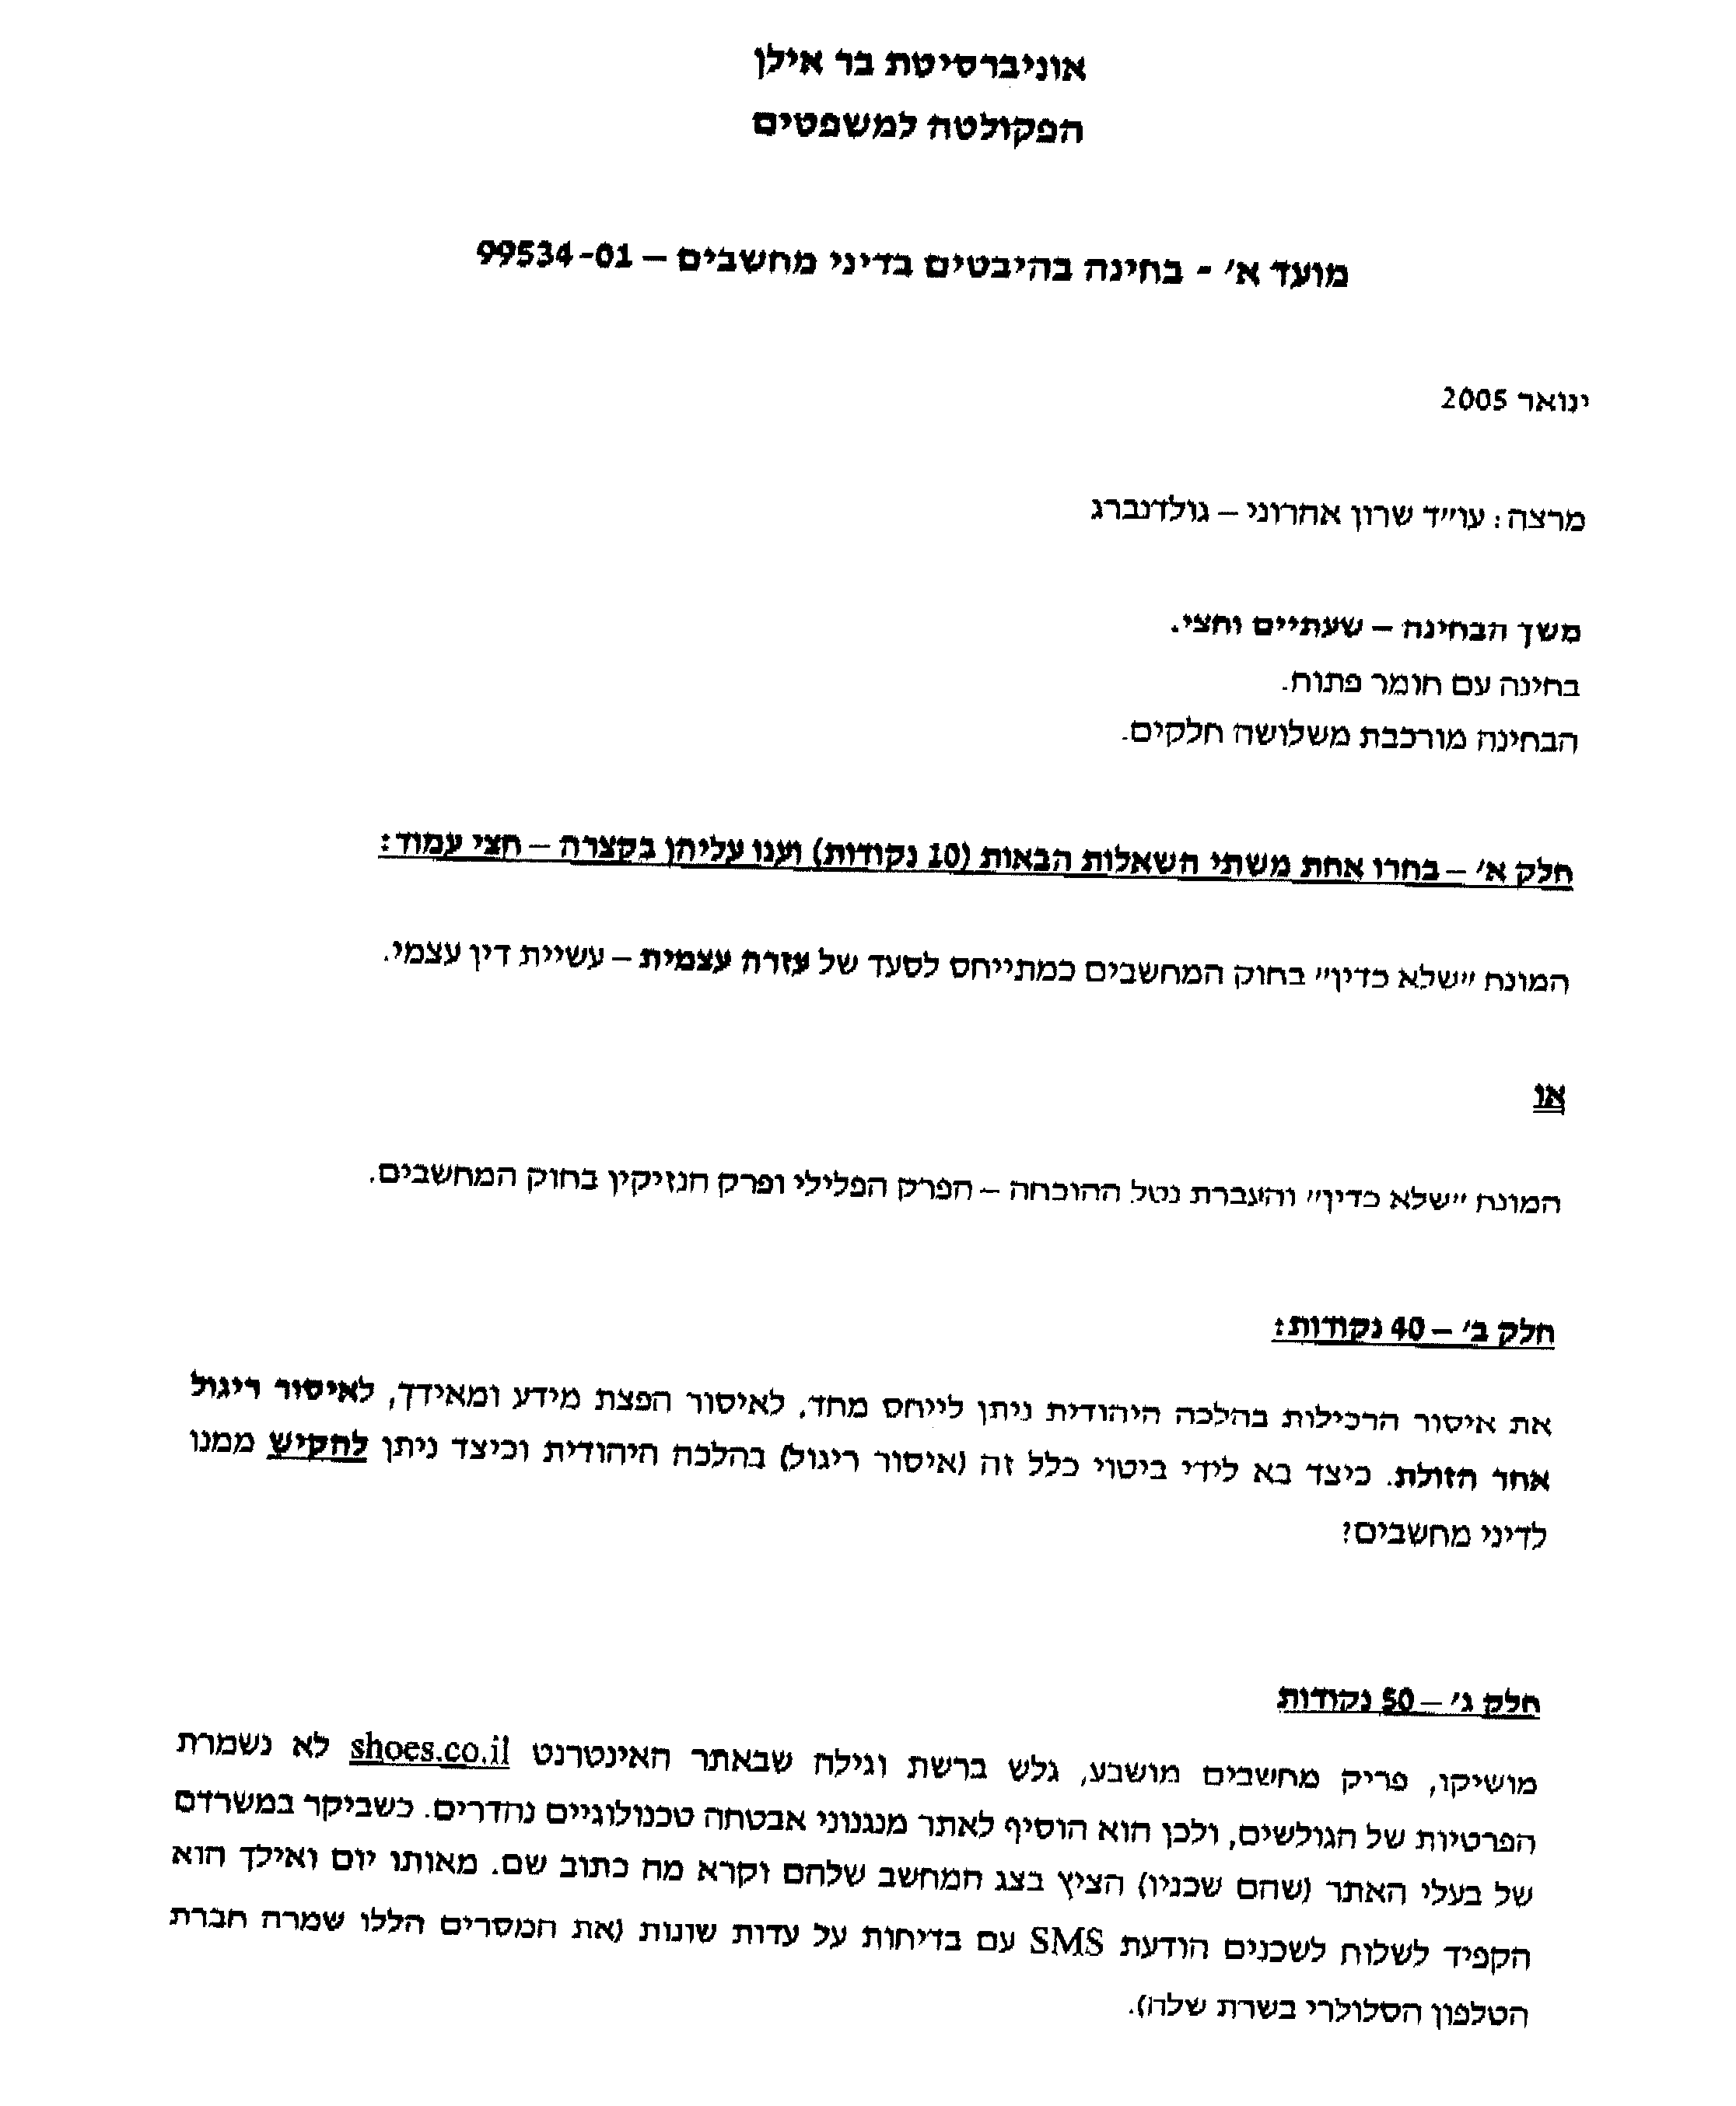 אוניברסיטת בר אילן
הפקולטה למשפטים
מועד א' - בחינה בהיבטים בדיני מחשבים – 99534-01
ינואר 2005
מרצה: עו"ד שרון אהרוני – גולדנברג
משך הבחינה – שעתיים וחצי.
בחינה עם חומר פתוח.
הבחינה מורכבת משלושה חלקים.
חלק א' – בחרו אחת משתי השאלות הבאות (10 נקודות) וענו עליהן בקצרה – חצי עמוד:
המונח "שלא כדין" בחוק המחשבים כמתייחס לסעד של עזרה עצמית – עשיית דין עצמי.
או
המונח "שלא כדין" והעברת נטל ההוכחה – הפרק הפלילי ופרק הנזיקין בחוק המחשבים.
חלק ב' – 40 נקודות:
את איסור הרכילות בהלכה היהודית ניתן לייחס מחד, לאיסור הפצת מידע ומאידך, לאיסור ריגול
אחר הזולת. כיצד בא לידי ביטוי כלל זה (איסור ריגול) בהלכה היהודית וכיצד ניתן להקיש ממנו
לדיני מחשבים?
חלק ג' – 50 נקודות
מושיקו, פריק מחשבים מושבע, גלש ברשת וגילה שבאתר האינטרנט shoes.co.il לא נשמרת
הפרטיות של הגולשים, ולכן הוא הוסיף לאתר מנגנוני אבטחה טכנולוגיים נהדרים. כשביקר במשרדם
של בעלי האתר (שהם שכניו) הציץ בצג המחשב שלהם וקרא מה כתוב שם. מאותו יום ואילך הוא
הקפיד לשלוח לשכנים הודעת SMS עם בדיחות על עדות שונות (את המסרים הללו שמרה חברת
הטלפון הסלולרי בשרת שלה).